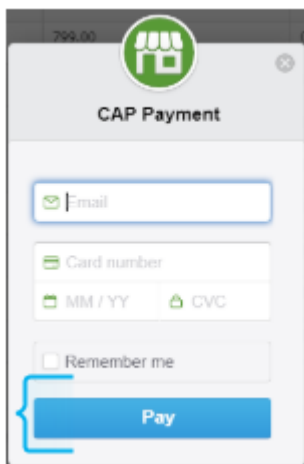 799.00
CAP Payment
Email
Card number
MM / YY CVC
Remember me
Pay